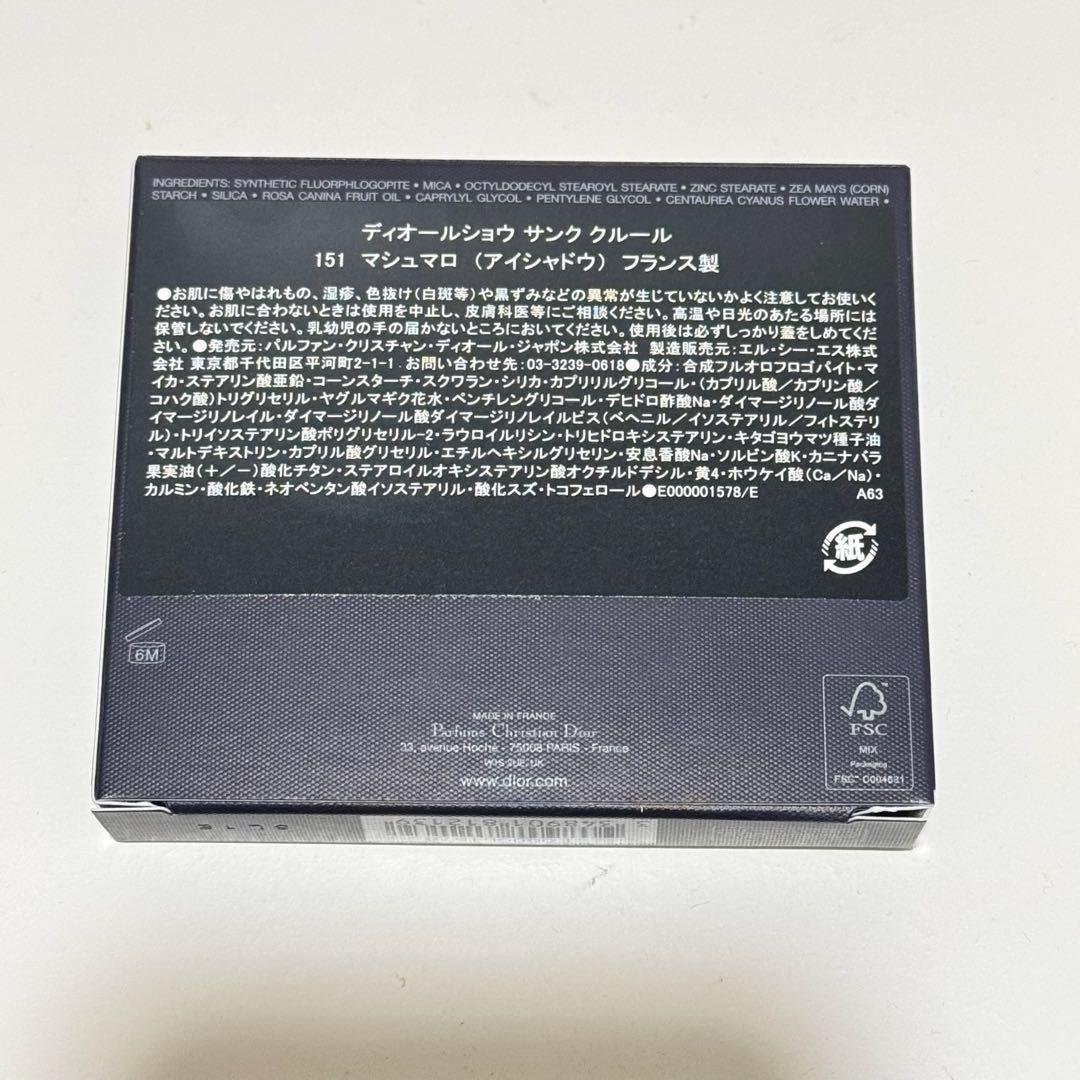 INGREDIENTS: SYNTHETIC FLUORPHLOGOPITE • MICA • OCTYLDODECYL STEAROYL STEARATE • ZINC STEARATE • ZEA MAYS (CORN)
STARCH • SILICA • ROSA CANINA FRUIT OIL • CAPRYLYL GLYCOL • PENTYLENE GLYCOL • CENTAUREA CYANUS FLOWER WATER •
ディオールショウ サンク クルール
151 マシュマロ （アイシャドウ） フランス製
●お肌に傷やはれもの、湿疹、色抜け(白斑等)や黒ずみなどの異常が生じていないかよく注意してお使いく
ださい。お肌に合わないときは使用を中止し、皮膚科医等にご相談ください。高温や日光のあたる場所には
保管しないでください。乳幼児の手の届かないところにおいてください。使用後は必ずしっかり蓋をしめてくだ
さい。●発売元：パルファン・クリスチャン・ディオール・ジャポン株式会社 製造販売元：エル・シー・エス株式会
社 東京都千代田区平河町2-1-1 お問い合わせ先：03-3239-0618●成分：合成フルオロフロゴパイト・マ
イカ・ステアリン酸亜鉛・コーンスターチ・スクワラン・シリカ・カプリリルグリコール・(カプリル酸／カプリン酸／
コハク酸)トリグリセリル・ヤグルマギク花水・ペンチレングリコール・デヒドロ酢酸Na・ダイマージリノール酸ダ
イマージリノレイル・ダイマージリノール酸ダイマージリノレイルビス(ベヘニル／イソステアリル／フィトステリ
ル)・トリイソステアリン酸ポリグリセリル-2・ラウロイルリシン・トリヒドロキシステアリン・キタゴヨウマツ種子油
・マルトデキストリン・カプリル酸グリセリル・エチルヘキシルグリセリン・安息香酸Na・ソルビン酸K・カニナバラ
果実油(＋／－)酸化チタン・ステアロイルオキシステアリン酸オクチルドデシル・黄4・ホウケイ酸(Ca／Na)・
カルミン・酸化鉄・ネオペンタン酸イソステアリル・酸化スズ・トコフェロール●E000001578/E A63
紙
6M
MADE IN FRANCE
Parfums Christian Dior
33, avenue Hoche - 75008 PARIS - France
W1S UK
www.dior.com
FSC™
MIX
Packaging
FSC™ C004631